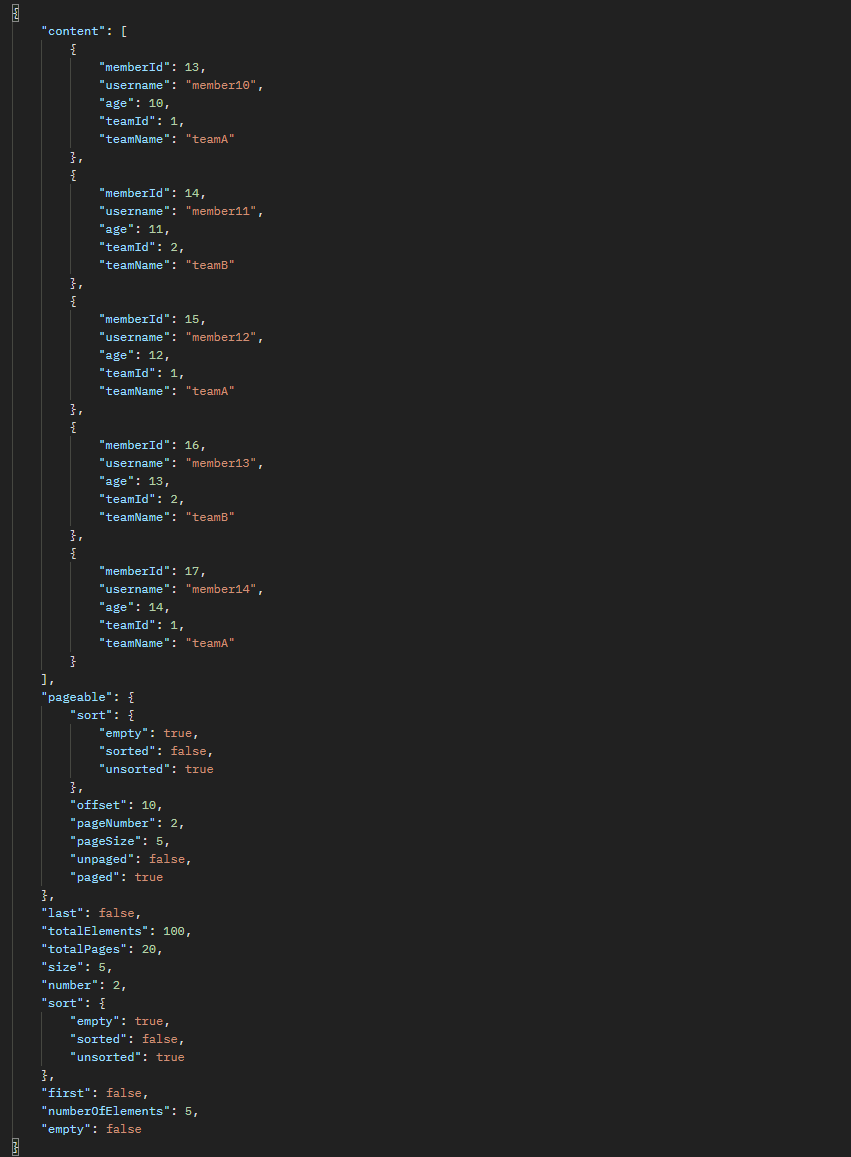 {
    "content": [
        {
            "memberId": 13,
            "username": "member10",
            "age": 10,
            "teamId": 1,
            "teamName": "teamA"
        },
        {
            "memberId": 14,
            "username": "member11",
            "age": 11,
            "teamId": 2,
            "teamName": "teamB"
        },
        {
            "memberId": 15,
            "username": "member12",
            "age": 12,
            "teamId": 1,
            "teamName": "teamA"
        },
        {
            "memberId": 16,
            "username": "member13",
            "age": 13,
            "teamId": 2,
            "teamName": "teamB"
        },
        {
            "memberId": 17,
            "username": "member14",
            "age": 14,
            "teamId": 1,
            "teamName": "teamA"
        }
    ],
    "pageable": {
        "sort": {
            "empty": true,
            "sorted": false,
            "unsorted": true
        },
        "offset": 10,
        "pageNumber": 2,
        "pageSize": 5,
        "unpaged": false,
        "paged": true
    },
    "last": false,
    "totalElements": 100,
    "totalPages": 20,
    "size": 5,
    "number": 2,
    "sort": {
        "empty": true,
        "sorted": false,
        "unsorted": true
    },
    "first": false,
    "numberOfElements": 5,
    "empty": false
}